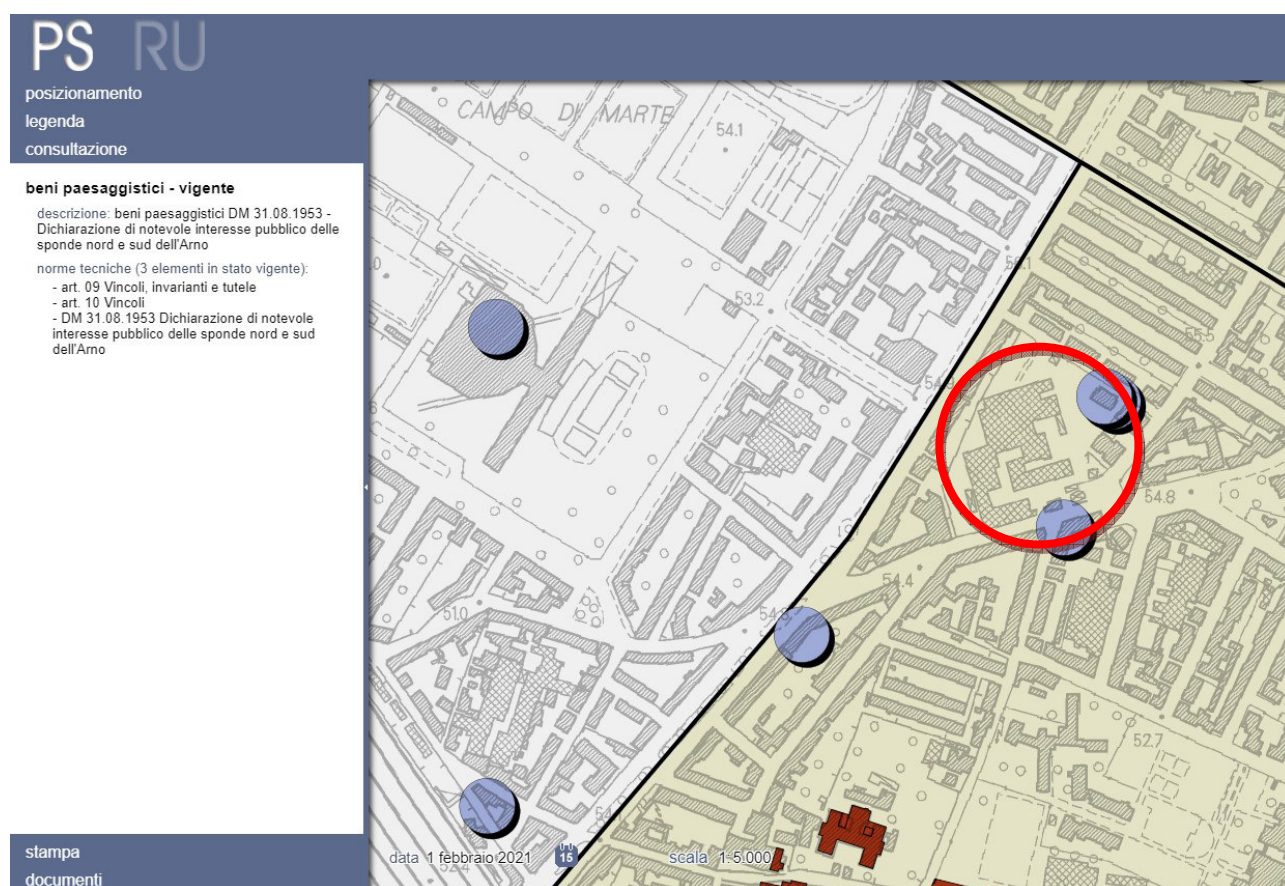 PS RU
posizionamento
legenda
consultazione
beni paesaggistici - vigente
descrizione: beni paesaggistici DM 31.08.1953 -
Dichiarazione di notevole interesse pubblico delle
sponde nord e sud dell'Arno
norme tecniche (3 elementi in stato vigente):
- art. 09 Vincoli, invarianti e tutele
- art. 10 Vincoli
- DM 31.08.1953 Dichiarazione di notevole
interesse pubblico delle sponde nord e sud
dell'Arno
stampa
documenti
CAMPO DI MARTE
54.1
53.2
55.5
54.8
54.4
51.0
52.7
52.4
data 1 febbraio 2021
15
scala 1:5.000